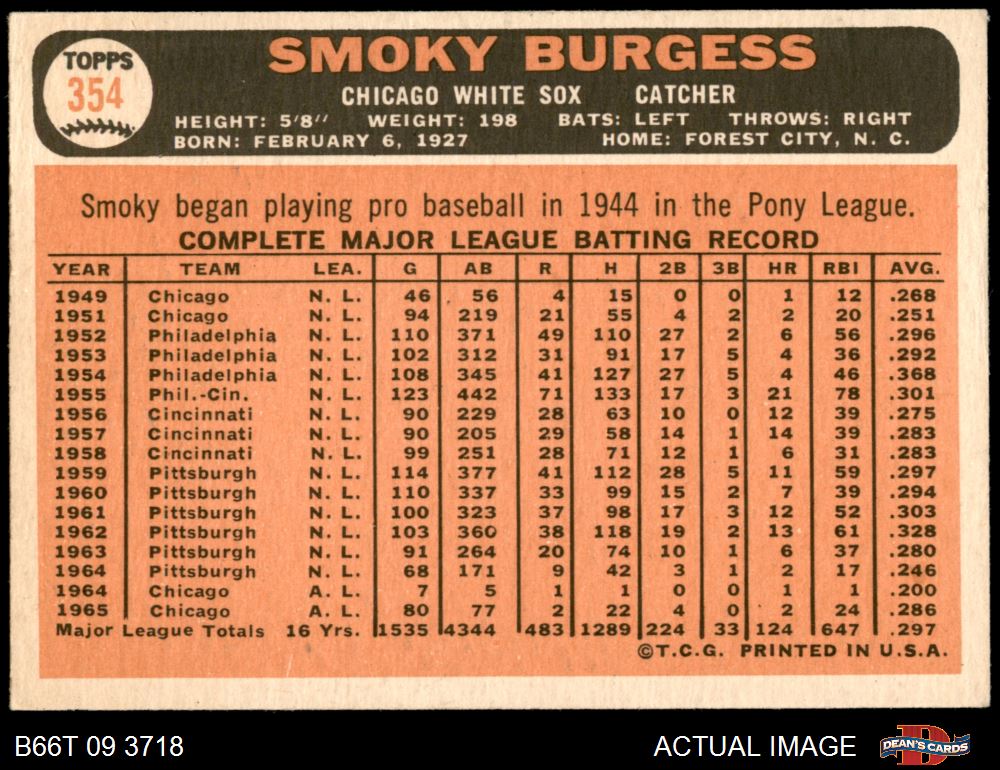 TOPPS
354
SMOKY BURGESS
CHICAGO WHITE SOX CATCHER
HEIGHT: 5'8" WEIGHT: 198 BATS: LEFT THROWS: RIGHT
BORN: FEBRUARY 6, 1927 HOME: FOREST CITY, N. C.
Smoky began playing pro baseball in 1944 in the Pony League.
COMPLETE MAJOR LEAGUE BATTING RECORD
YEAR TEAM LEA. G AB R H 2B 3B HR RBI AVG.
1949 Chicago N. L. 46 56 4 15 0 0 1 12 .268
1951 Chicago N. L. 94 219 21 55 4 2 2 20 .251
1952 Philadelphia N. L. 110 371 49 110 27 2 6 56 .296
1953 Philadelphia N. L. 102 312 31 91 17 5 4 36 .292
1954 Philadelphia N. L. 108 345 41 127 27 5 4 46 .368
1955 Phil.-Cin. N. L. 123 442 71 133 17 3 21 78 .301
1956 Cincinnati N. L. 90 229 28 63 10 0 12 39 .275
1957 Cincinnati N. L. 90 205 29 58 14 1 14 39 .283
1958 Cincinnati N. L. 99 251 28 71 12 1 6 31 .283
1959 Pittsburgh N. L. 114 377 41 112 28 5 11 59 .297
1960 Pittsburgh N. L. 110 337 33 99 15 2 7 39 .294
1961 Pittsburgh N. L. 100 323 37 98 17 3 12 52 .303
1962 Pittsburgh N. L. 103 360 38 118 19 2 13 61 .328
1963 Pittsburgh N. L. 91 264 20 74 10 1 6 37 .280
1964 Pittsburgh N. L. 68 171 9 42 3 1 2 17 .246
1964 Chicago A. L. 7 5 1 1 0 0 1 1 .200
1965 Chicago A. L. 80 77 2 22 4 0 2 24 .286
Major League Totals 16 Yrs. 1535 4344 483 1289 224 33 124 647 .297
©T.C.G. PRINTED IN U.S.A.
B66T 09 3718 ACTUAL IMAGE D DEAN'S CARDS